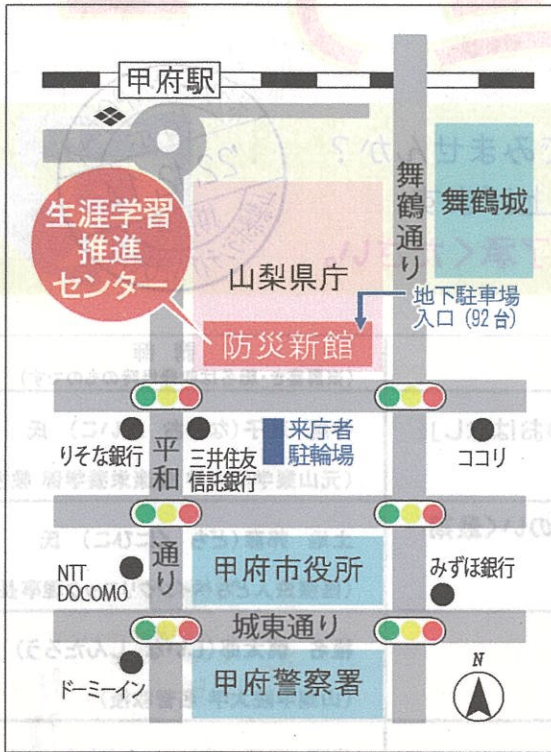 甲府駅
生涯学習
推進
センター
山梨県庁
防災新館
舞鶴通り
舞鶴城
地下駐車場
入口（92台）
りそな銀行
平和
三井住友
信託銀行
来庁者
駐輪場
ココリ
通り
NTT
DOCOMO
甲府市役所
みずほ銀行
城東通り
ドーミーイン
甲府警察署
N